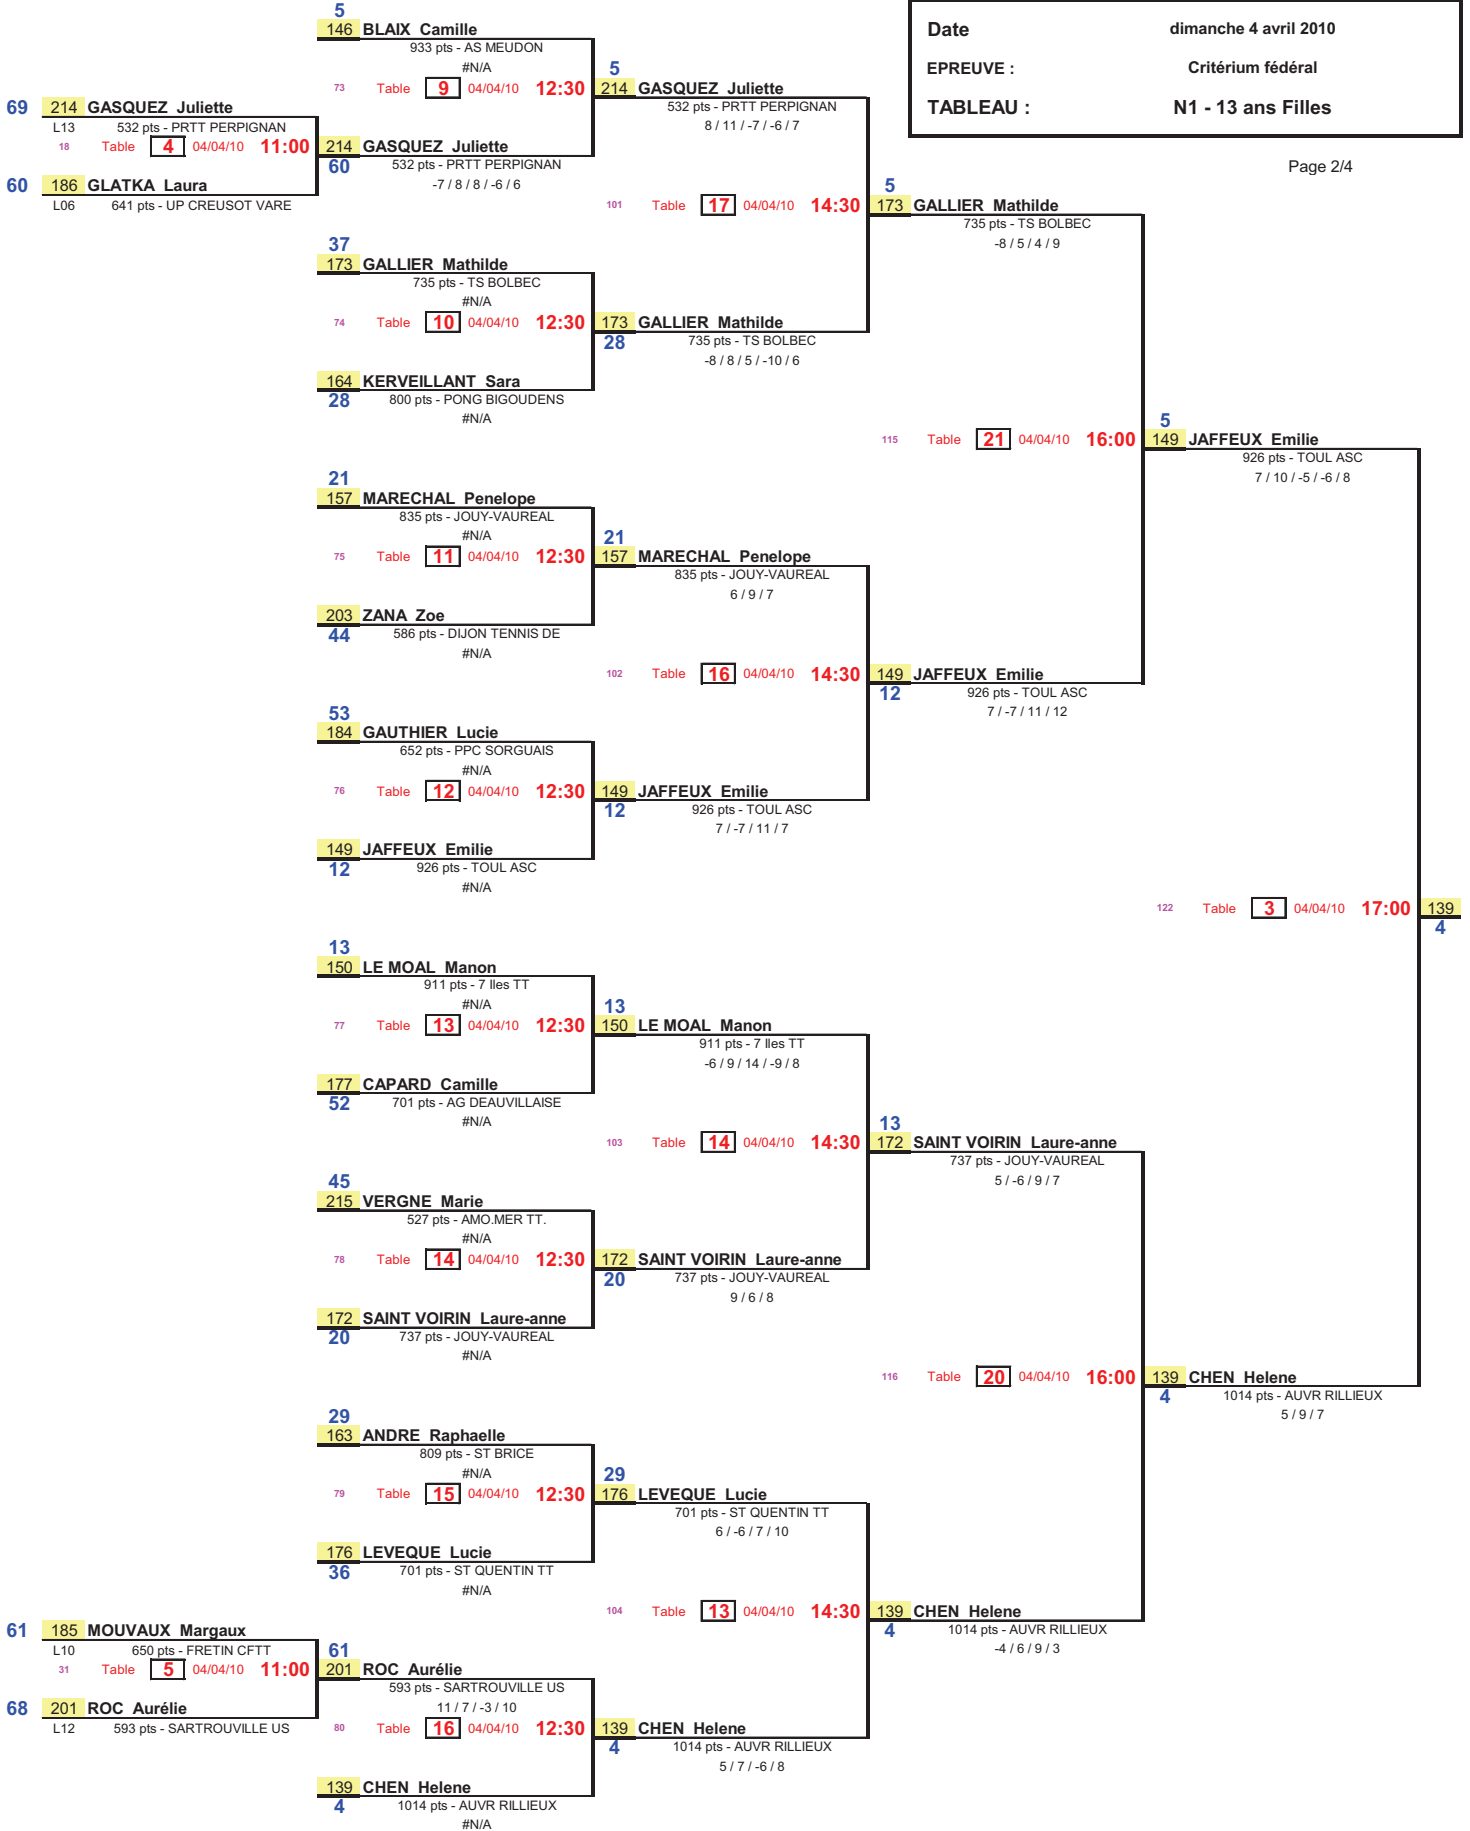 Date dimanche 4 avril 2010
EPREUVE : Critérium fédéral
TABLEAU : N1 - 13 ans Filles
Page 2/4
69 214 GASQUEZ Juliette
L13 532 pts - PRTT PERPIGNAN
18 Table 4 04/04/10 11:00
60 186 GLATKA Laura
L06 641 pts - UP CREUSOT VARE
61 185 MOUVAUX Margaux
L10 650 pts - FRETIN CFTT
31 Table 5 04/04/10 11:00
68 201 ROC Aurélie
L12 593 pts - SARTROUVILLE US
5
146 BLAIX Camille
933 pts - AS MEUDON
#N/A
73 Table 9 04/04/10 12:30
214 GASQUEZ Juliette
60 532 pts - PRTT PERPIGNAN
-7 / 8 / 8 / -6 / 6
37
173 GALLIER Mathilde
735 pts - TS BOLBEC
#N/A
74 Table 10 04/04/10 12:30
164 KERVEILLANT Sara
28 800 pts - PONG BIGOUDENS
#N/A
21
157 MARECHAL Penelope
835 pts - JOUY-VAUREAL
#N/A
75 Table 11 04/04/10 12:30
203 ZANA Zoe
44 586 pts - DIJON TENNIS DE
#N/A
53
184 GAUTHIER Lucie
652 pts - PPC SORGUAIS
#N/A
76 Table 12 04/04/10 12:30
149 JAFFEUX Emilie
12 926 pts - TOUL ASC
#N/A
13
150 LE MOAL Manon
911 pts - 7 Iles TT
#N/A
77 Table 13 04/04/10 12:30
177 CAPARD Camille
52 701 pts - AG DEAUVILLAISE
#N/A
45
215 VERGNE Marie
527 pts - AMO.MER TT.
#N/A
78 Table 14 04/04/10 12:30
172 SAINT VOIRIN Laure-anne
20 737 pts - JOUY-VAUREAL
#N/A
29
163 ANDRE Raphaelle
809 pts - ST BRICE
#N/A
79 Table 15 04/04/10 12:30
176 LEVEQUE Lucie
36 701 pts - ST QUENTIN TT
#N/A
61
201 ROC Aurélie
593 pts - SARTROUVILLE US
11 / 7 / -3 / 10
80 Table 16 04/04/10 12:30
139 CHEN Helene
4 1014 pts - AUVR RILLIEUX
#N/A
5
214 GASQUEZ Juliette
532 pts - PRTT PERPIGNAN
8 / 11 / -7 / -6 / 7
101 Table 17 04/04/10 14:30
173 GALLIER Mathilde
28 735 pts - TS BOLBEC
-8 / 8 / 5 / -10 / 6
21
157 MARECHAL Penelope
835 pts - JOUY-VAUREAL
6 / 9 / 7
102 Table 16 04/04/10 14:30
149 JAFFEUX Emilie
12 926 pts - TOUL ASC
7 / -7 / 11 / 7
13
150 LE MOAL Manon
911 pts - 7 Iles TT
-6 / 9 / 14 / -9 / 8
103 Table 14 04/04/10 14:30
172 SAINT VOIRIN Laure-anne
20 737 pts - JOUY-VAUREAL
9 / 6 / 8
29
176 LEVEQUE Lucie
701 pts - ST QUENTIN TT
6 / -6 / 7 / 10
104 Table 13 04/04/10 14:30
139 CHEN Helene
4 1014 pts - AUVR RILLIEUX
5 / 7 / -6 / 8
5
173 GALLIER Mathilde
735 pts - TS BOLBEC
-8 / 5 / 4 / 9
115 Table 21 04/04/10 16:00
149 JAFFEUX Emilie
12 926 pts - TOUL ASC
7 / -7 / 11 / 12
13
172 SAINT VOIRIN Laure-anne
737 pts - JOUY-VAUREAL
5 / -6 / 9 / 7
116 Table 20 04/04/10 16:00
139 CHEN Helene
4 1014 pts - AUVR RILLIEUX
-4 / 6 / 9 / 3
5
149 JAFFEUX Emilie
926 pts - TOUL ASC
7 / 10 / -5 / -6 / 8
122 Table 3 04/04/10 17:00
139 CHEN Helene
4 1014 pts - AUVR RILLIEUX
5 / 9 / 7
139
4